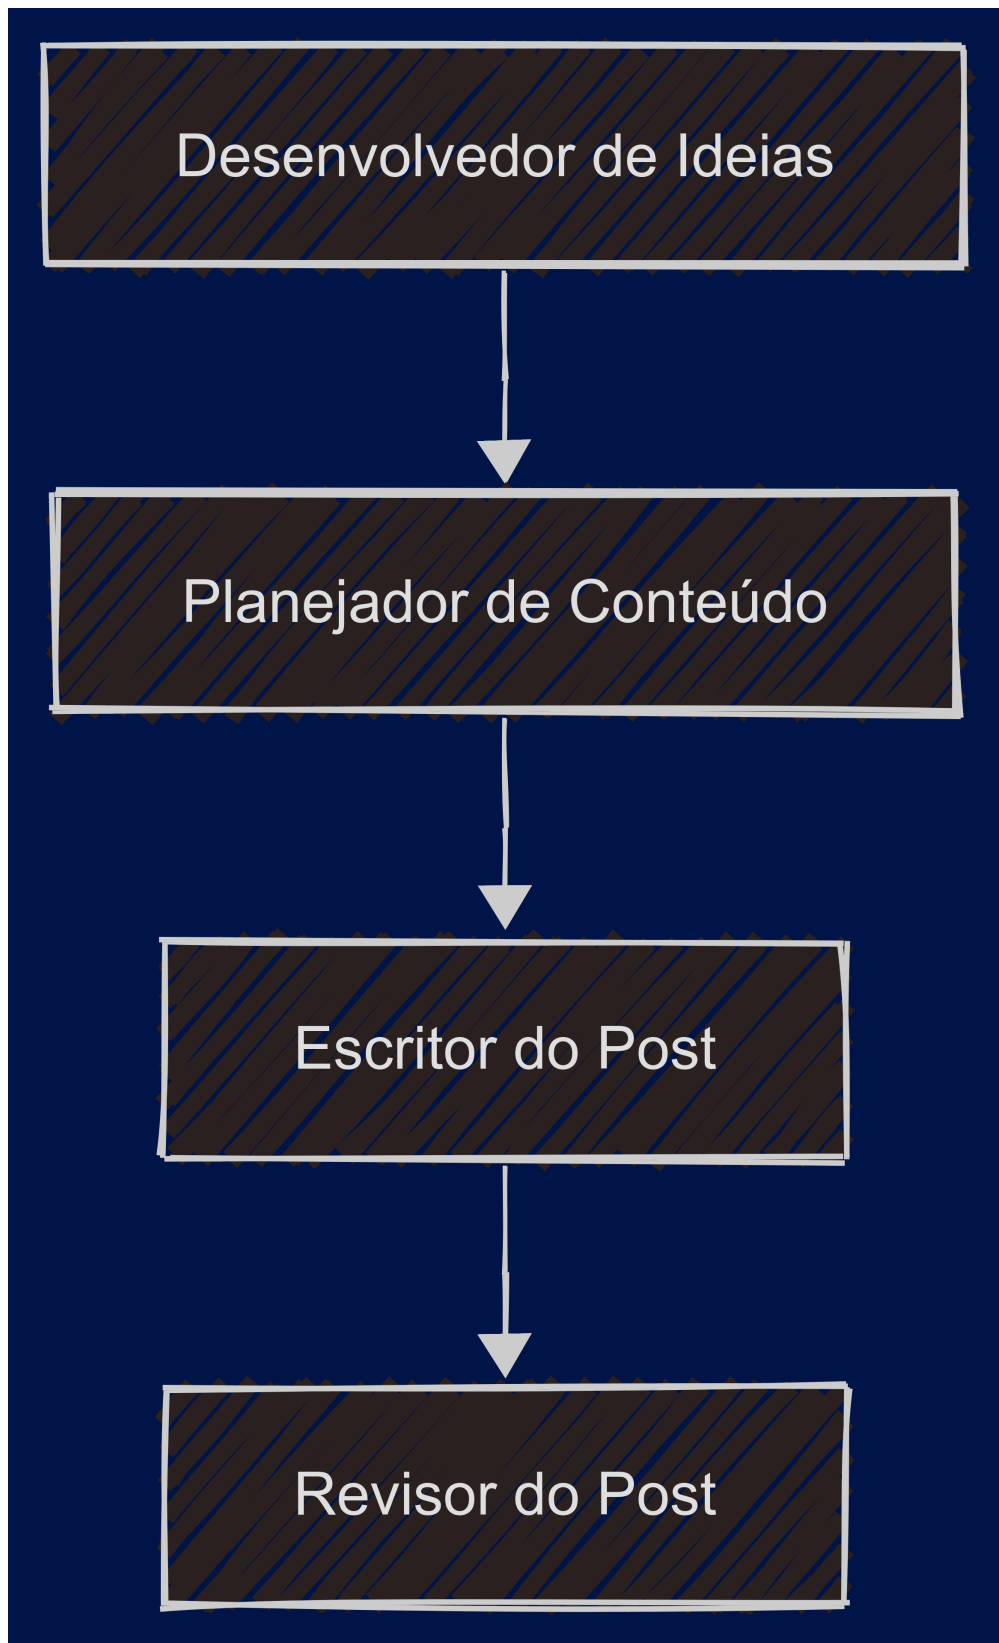 Desenvolvedor de Ideias
Planejador de Conteúdo
Escritor do Post
Revisor do Post